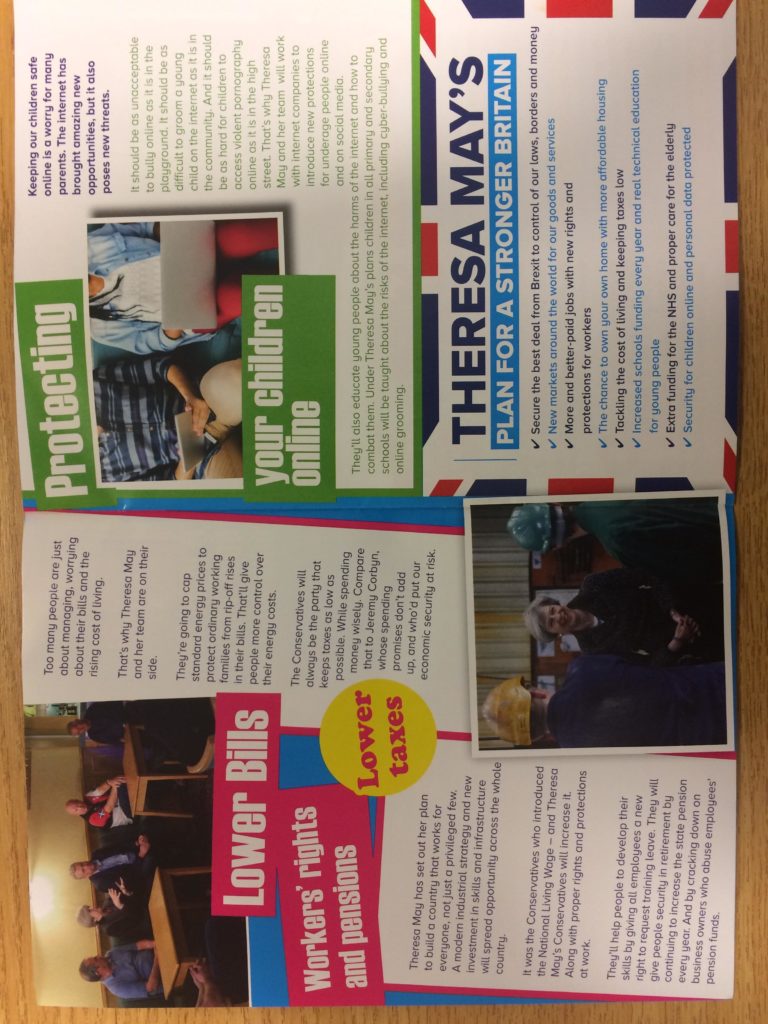 Too many people are just
about managing, worrying
about their bills and the
rising cost of living.
That's why Theresa May
and her team are on their
side.
They're going to cap
standard energy prices to
protect ordinary working
families from rip-off rises
in their bills. That'll give
people more control over
their energy costs.
Lower Bills
The Conservatives will
always be the party that
keeps taxes as low as
possible. While spending
money wisely. Compare
that to Jeremy Corbyn,
whose spending
promises don't add
up, and who'd put our
economic security at risk.
Lower
taxes
Workers' rights
and pensions
Theresa May has set out her plan
to build a country that works for
everyone, not just a privileged few.
A modern industrial strategy and new
investment in skills and infrastructure
will spread opportunity across the whole
country.
It was the Conservatives who introduced
the National Living Wage – and Theresa
May's Conservatives will increase it.
Along with proper rights and protections
at work.
They'll help people to develop their
skills by giving all employees a new
right to request training leave. They will
give people security in retirement by
continuing to increase the state pension
every year. And by cracking down on
business owners who abuse employees'
pension funds.
Protecting
your children
online
Keeping our children safe
online is a worry for many
parents. The internet has
brought amazing new
opportunities, but it also
poses new threats.
It should be as unacceptable
to bully online as it is in the
playground. It should be as
difficult to groom a young
child on the internet as it is in
the community. And it should
be as hard for children to
access violent pornography
online as it is in the high
street. That's why Theresa
May and her team will work
with internet companies to
introduce new protections
for underage people online
and on social media.
They'll also educate young people about the harms of the internet and how to
combat them. Under Theresa May's plans children in all primary and secondary
schools will be taught about the risks of the internet, including cyber-bullying and
online grooming.
THERESA MAY'S
PLAN FOR A STRONGER BRITAIN
✔ Secure the best deal from Brexit to control of our laws, borders and money
✔ New markets around the world for our goods and services
✔ More and better-paid jobs with new rights and
protections for workers
✔ The chance to own your own home with more affordable housing
✔ Tackling the cost of living and keeping taxes low
✔ Increased schools funding every year and real technical education
for young people
✔ Extra funding for the NHS and proper care for the elderly
✔ Security for children online and personal data protected